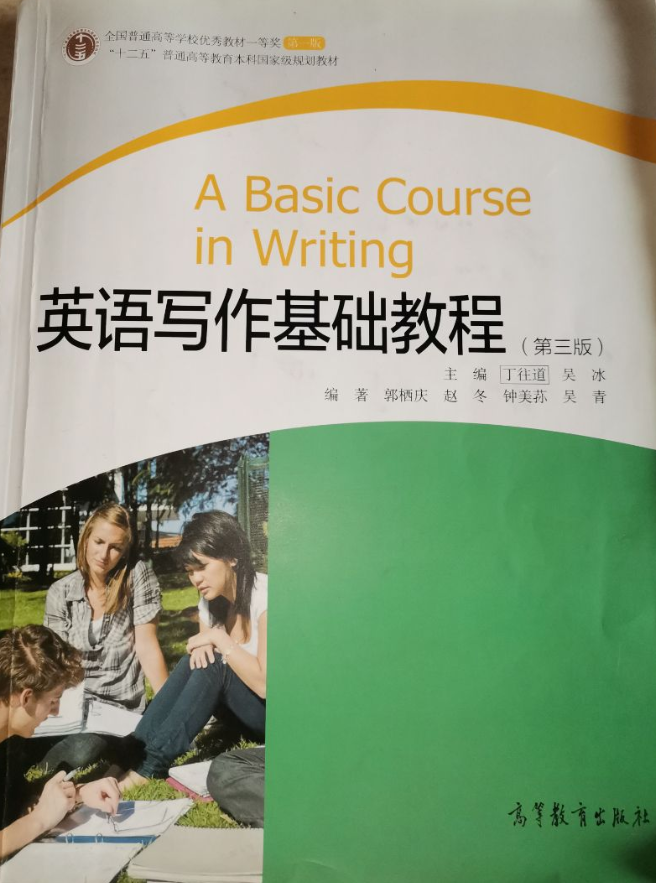 全国普通高等学校优秀教材一等奖 第一版
“十二五”普通高等教育本科国家级规划教材
A Basic Course
in Writing
英语写作基础教程(第三版)
主 编 丁往道 吴 冰
编 著 郭栖庆 赵 冬 钟美荪 吴 青
高等教育出版社